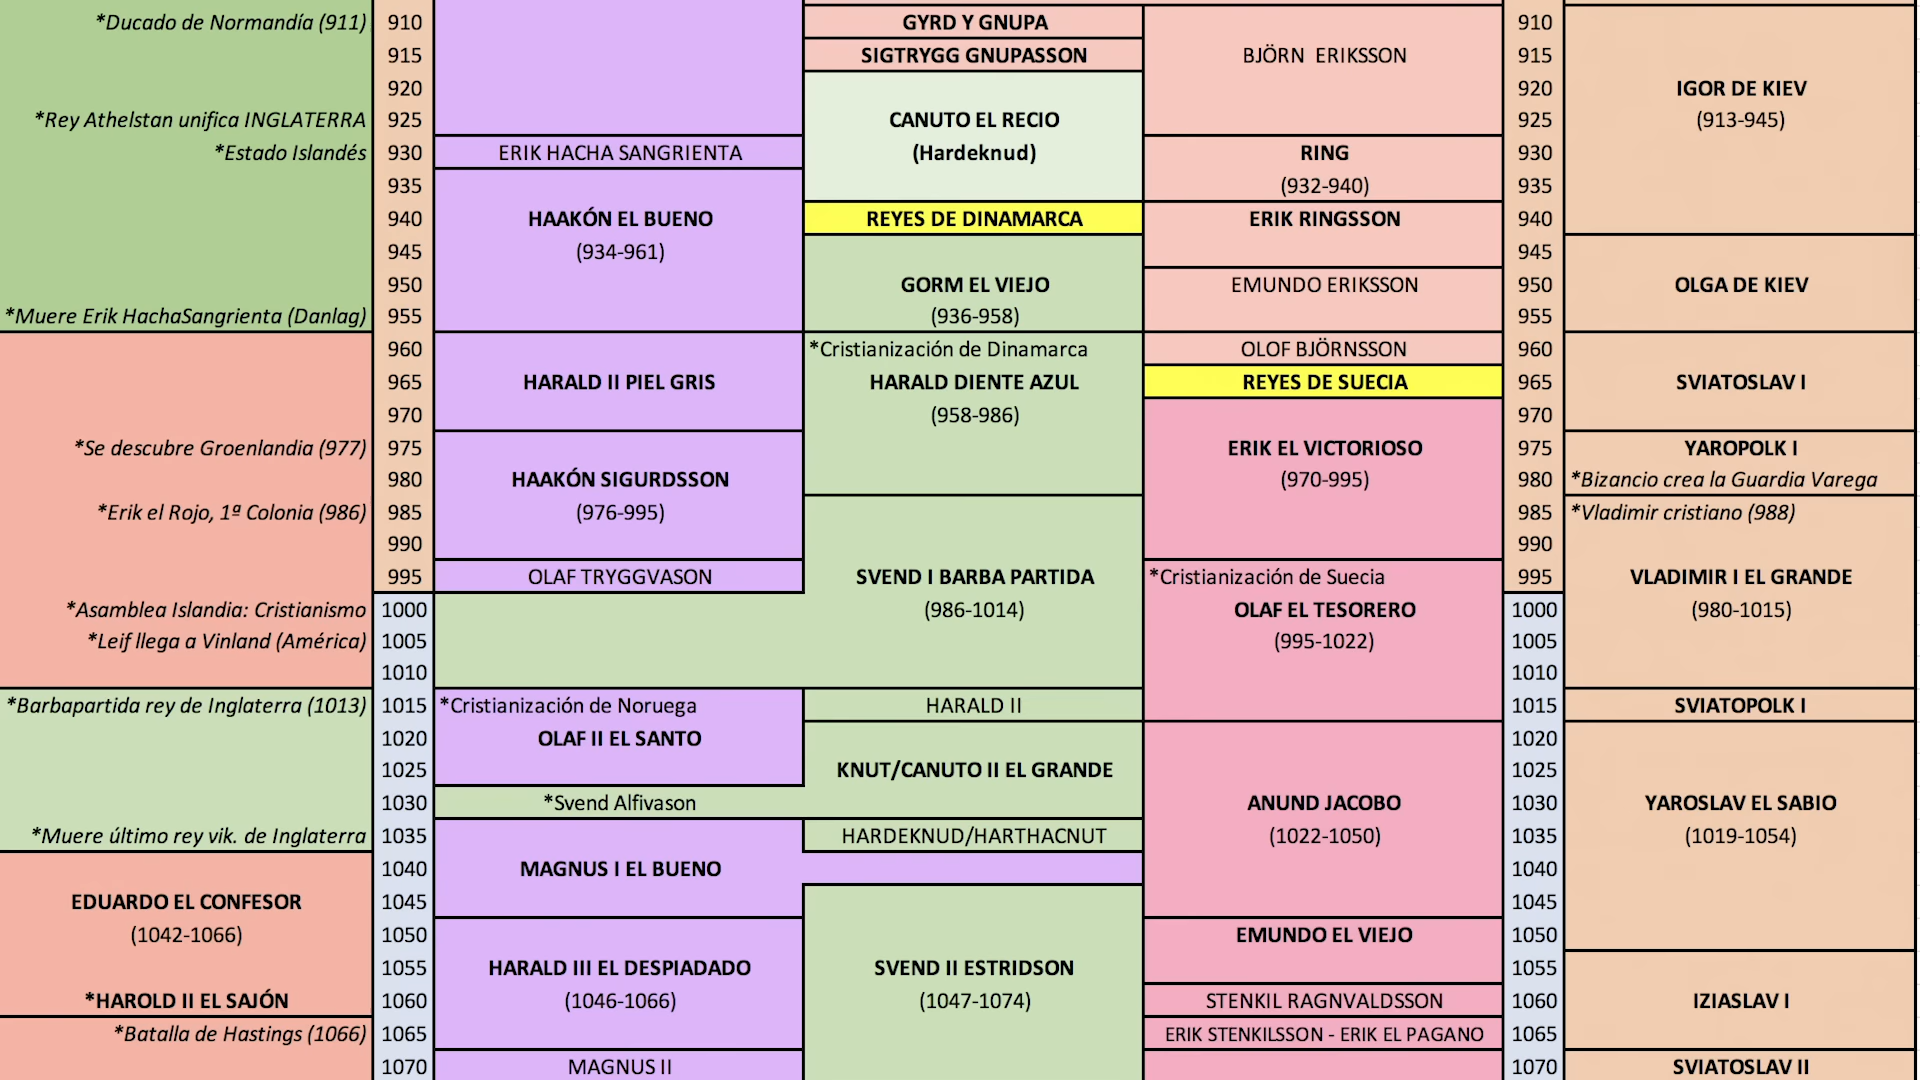 *Ducado de Normandía (911) 910 GYRD Y GNUPA 910
915 SIGTRYGG GNUPASSON BJÖRN ERIKSSON 915
920 920 IGOR DE KIEV
*Rey Athelstan unifica INGLATERRA 925 CANUTO EL RECIO 925 (913-945)
*Estado Islandés 930 ERIK HACHA SANGRIENTA (Hardeknud) RING 930
935 (932-940) 935
940 HAAKÓN EL BUENO REYES DE DINAMARCA ERIK RINGSSON 940
945 (934-961) 945
950 GORM EL VIEJO EMUNDO ERIKSSON 950 OLGA DE KIEV
*Muere Erik HachaSangrienta (Danlag) 955 (936-958) 955
960 *Cristianización de Dinamarca OLOF BJÖRNSSON 960
965 HARALD II PIEL GRIS HARALD DIENTE AZUL REYES DE SUECIA 965 SVIATOSLAV I
970 (958-986) 970
*Se descubre Groenlandia (977) 975 ERIK EL VICTORIOSO 975 YAROPOLK I
980 HAAKÓN SIGURDSSON (970-995) 980 *Bizancio crea la Guardia Varega
*Erik el Rojo, 1ª Colonia (986) 985 (976-995) 985 *Vladimir cristiano (988)
990 990
995 OLAF TRYGGVASON SVEND I BARBA PARTIDA *Cristianización de Suecia 995 VLADIMIR I EL GRANDE
*Asamblea Islandia: Cristianismo 1000 (986-1014) OLAF EL TESORERO 1000 (980-1015)
*Leif llega a Vinland (América) 1005 (995-1022) 1005
1010 1010
*Barbapartida rey de Inglaterra (1013) 1015 *Cristianización de Noruega HARALD II 1015 SVIATOPOLK I
1020 OLAF II EL SANTO 1020
1025 KNUT/CANUTO II EL GRANDE 1025
1030 *Svend Alfivason ANUND JACOBO 1030 YAROSLAV EL SABIO
*Muere último rey vik. de Inglaterra 1035 HARDEKNUD/HARTHACNUT (1022-1050) 1035 (1019-1054)
1040 MAGNUS I EL BUENO 1040
EDUARDO EL CONFESOR 1045 1045
(1042-1066) 1050 EMUNDO EL VIEJO 1050
1055 HARALD III EL DESPIADADO SVEND II ESTRIDSON 1055
*HAROLD II EL SAJÓN 1060 (1046-1066) (1047-1074) STENKIL RAGNVALDSSON 1060 IZIASLAV I
*Batalla de Hastings (1066) 1065 ERIK STENKILSSON - ERIK EL PAGANO 1065
1070 MAGNUS II 1070 SVIATOSLAV II